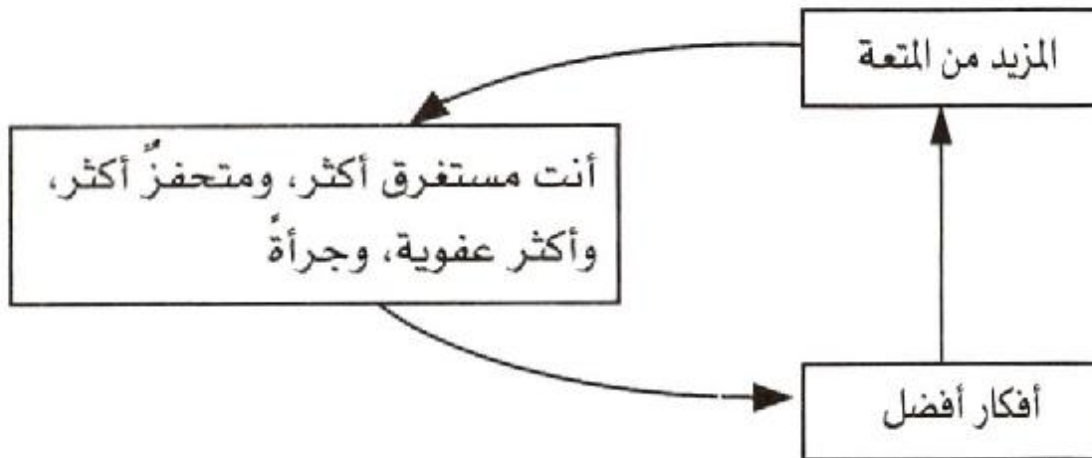 المزيد من المتعة
أنت مستغرق أكثر، ومتحفزٌ أكثر،
وأكثر عفوية، وجرأةً
أفكار أفضل